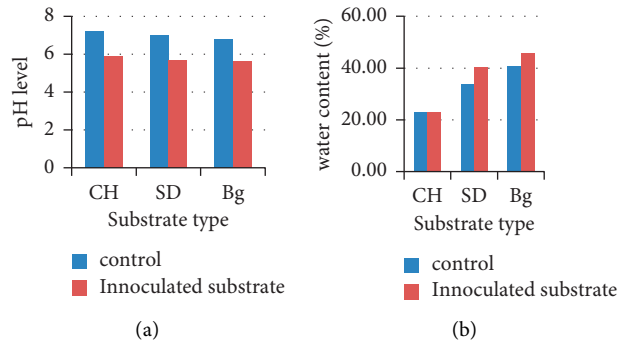 8
6
4
2
0
pH level
CH SD Bg
Substrate type
control
Innoculated substrate
(a)
60.00
40.00
20.00
0.00
water content (%)
CH SD Bg
Substrate type
control
Innoculated substrate
(b)